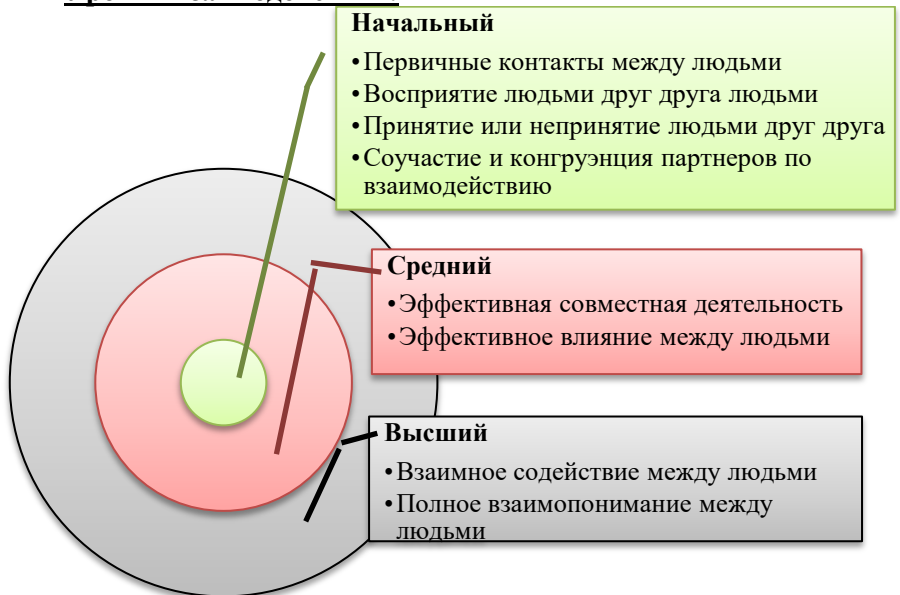 Начальный
•Первичные контакты между людьми
•Восприятие людьми друг друга людьми
•Принятие или непринятие людьми друг друга
•Соучастие и конгруэнция партнеров по
взаимодействию
Средний
•Эффективная совместная деятельность
•Эффективное влияние между людьми
Высший
•Взаимное содействие между людьми
•Полное взаимопонимание между
людьми